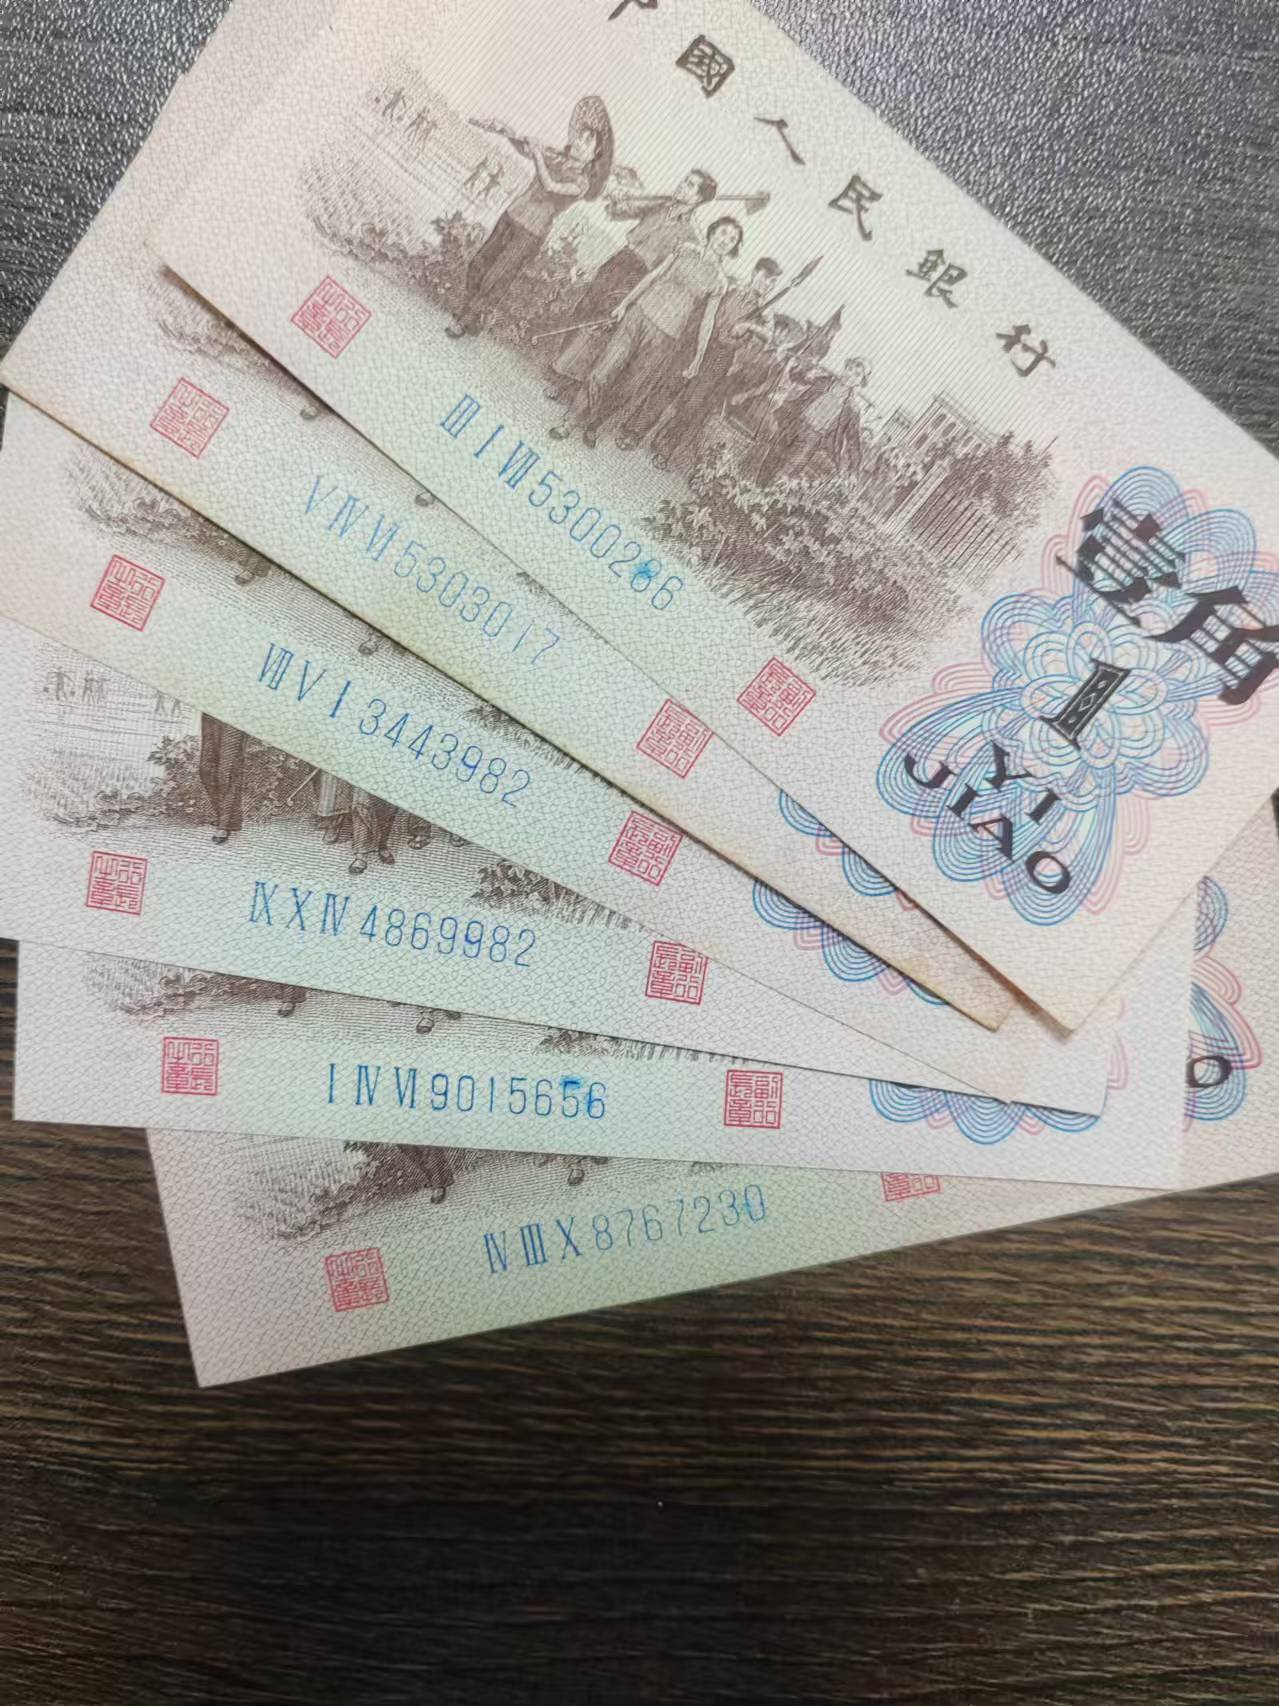 中國人民銀行
壹角
1
YI
JIAO
III I VII 5300286
V IV VI 5303017
VII V I 3443982
IX X IV 4869982
I IV VI 9015656
IV III X 8767230
O